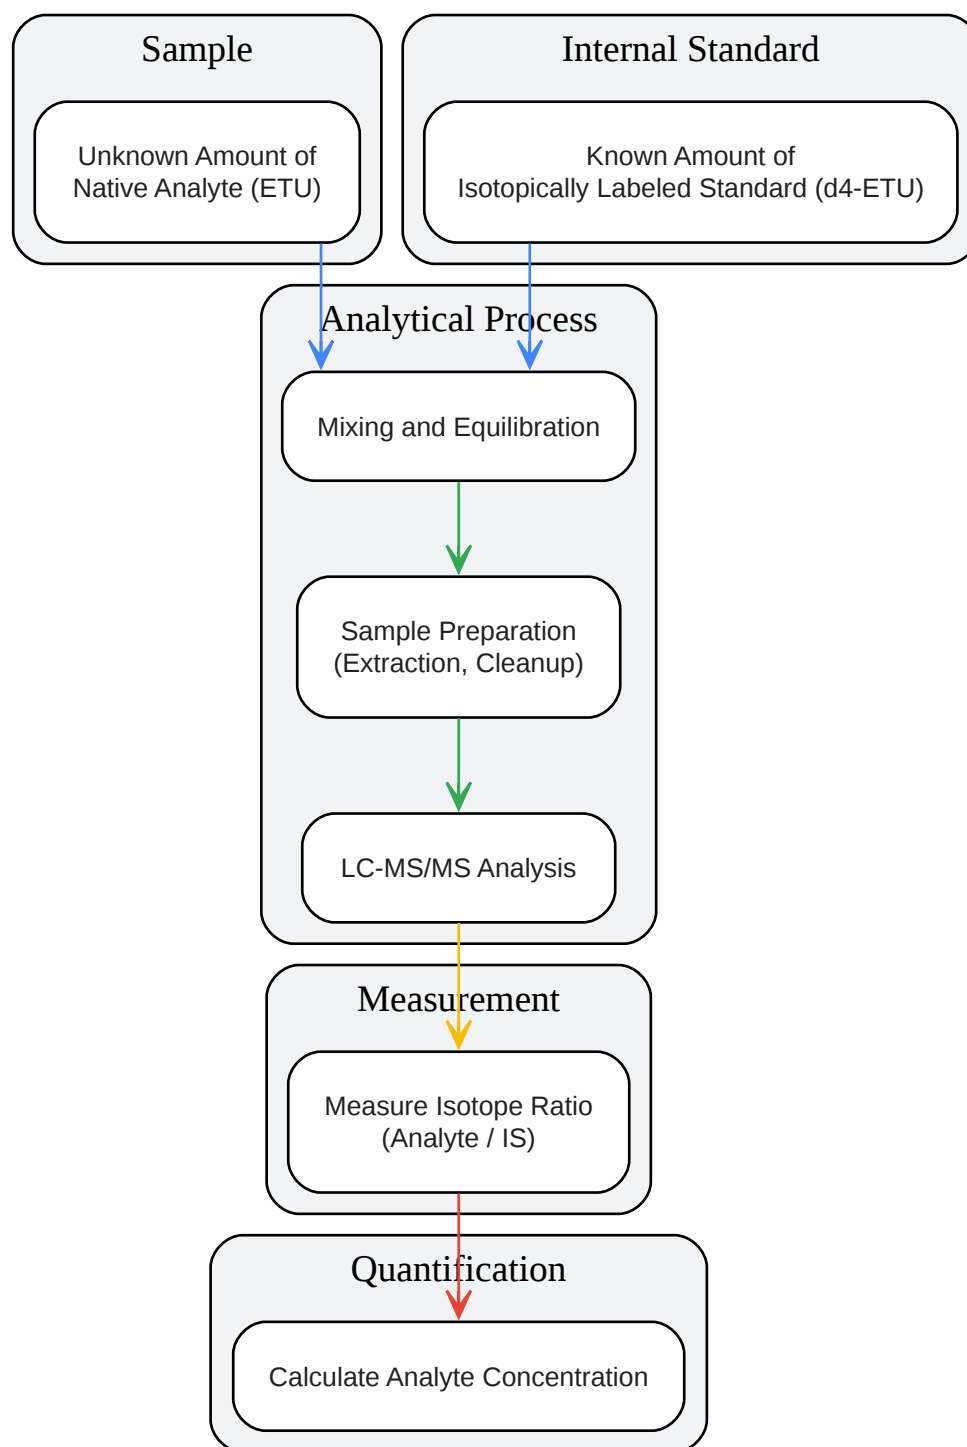 Sample
Unknown Amount of
Native Analyte (ETU)
Internal Standard
Known Amount of
Isotopically Labeled Standard (d4-ETU)
Analytical Process
Mixing and Equilibration
Sample Preparation
(Extraction, Cleanup)
LC-MS/MS Analysis
Measurement
Measure Isotope Ratio
(Analyte / IS)
Quantification
Calculate Analyte Concentration